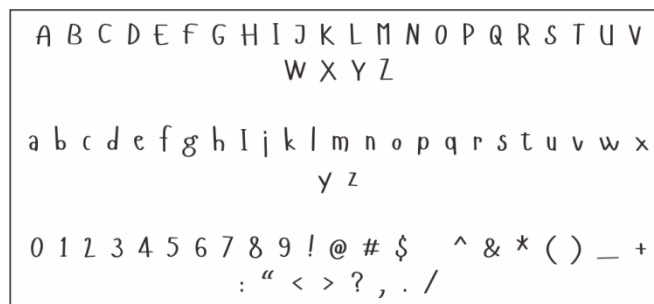 A B C D E F G H I J K L M N O P Q R S T U V
W X Y Z
a b c d e f g h I j k l m n o p q r s t u v w x
y z
0 1 2 3 4 5 6 7 8 9 ! @ # $ ^ & * ( ) _ +
: “ < > ? , . /